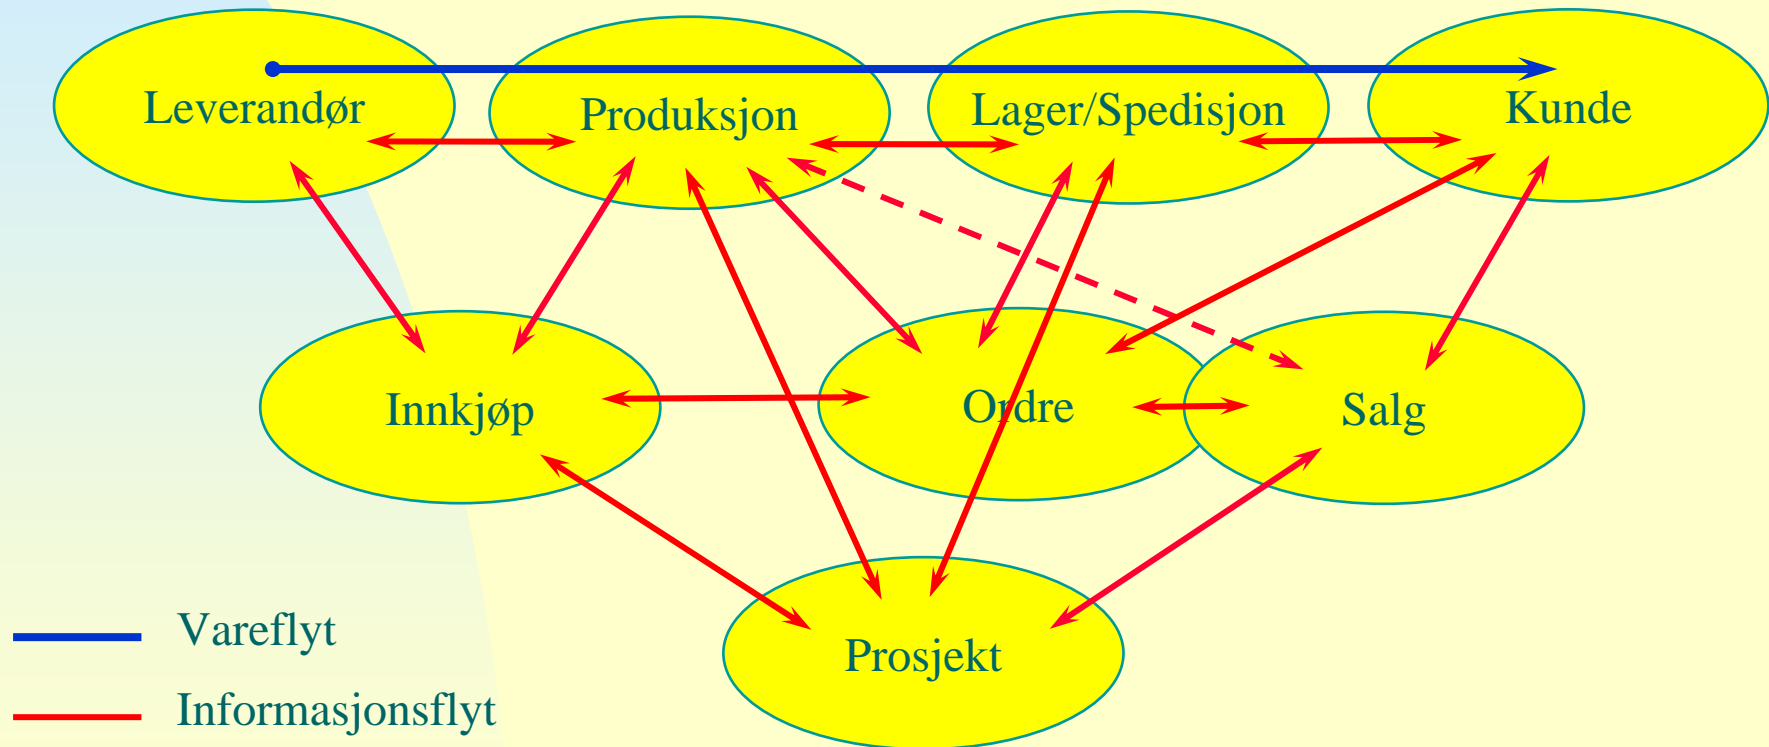 Leverandør
Produksjon
Lager/Spedisjon
Kunde
Innkjøp
Ordre
Salg
Prosjekt
Vareflyt
Informasjonsflyt